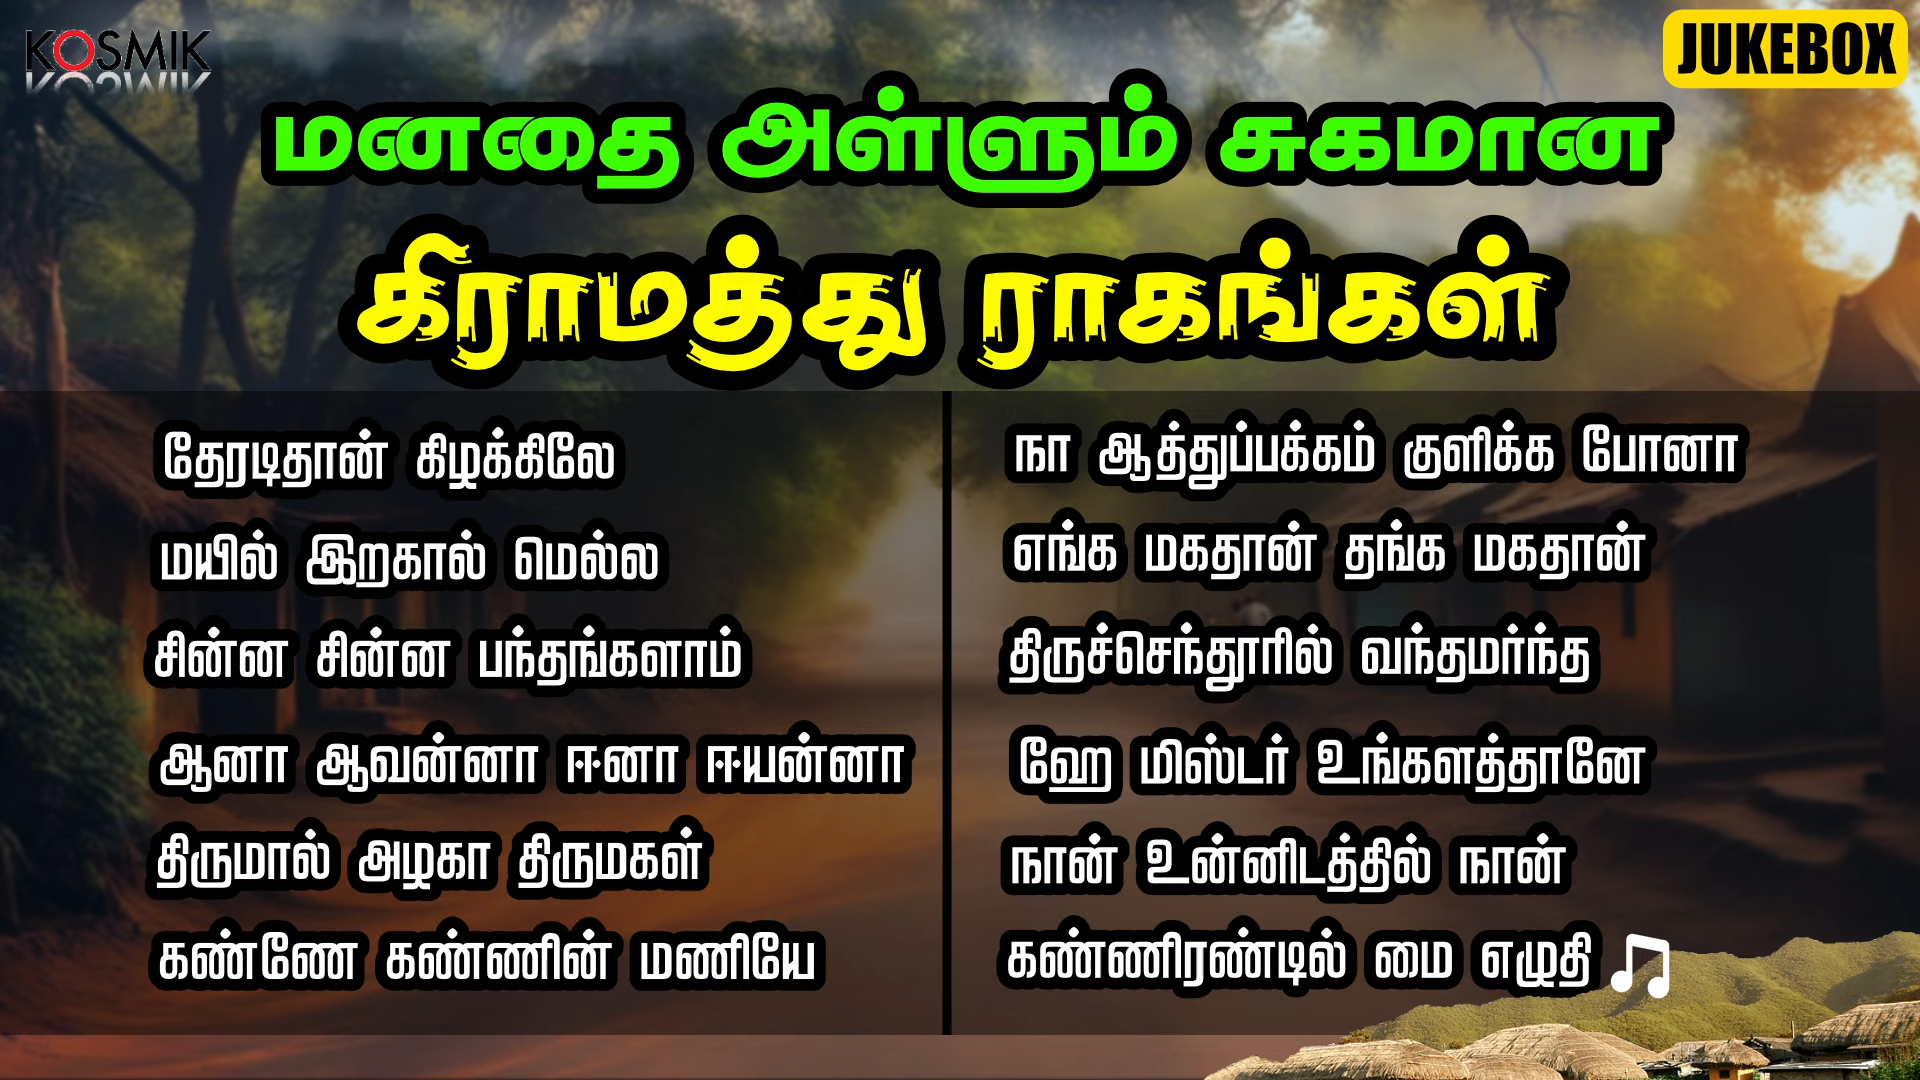 KOSMIK
JUKEBOX
மனதை அள்ளும் சுகமான
கிராமத்து ராகங்கள்
தேரடிதான் கிழக்கிலே
மயில் இறகால் மெல்ல
சின்ன சின்ன பந்தங்களாம்
ஆனா ஆவன்னா ஈனா ஈயன்னா
திருமால் அழகா திருமகள்
கண்ணே கண்ணின் மணியே
நா ஆத்துப்பக்கம் குளிக்க போனா
எங்க மகதான் தங்க மகதான்
திருச்செந்தூரில் வந்தமர்ந்த
ஹே மிஸ்டர் உங்களத்தானே
நான் உன்னிடத்தில் நான்
கண்ணிரண்டில் மை எழுதி